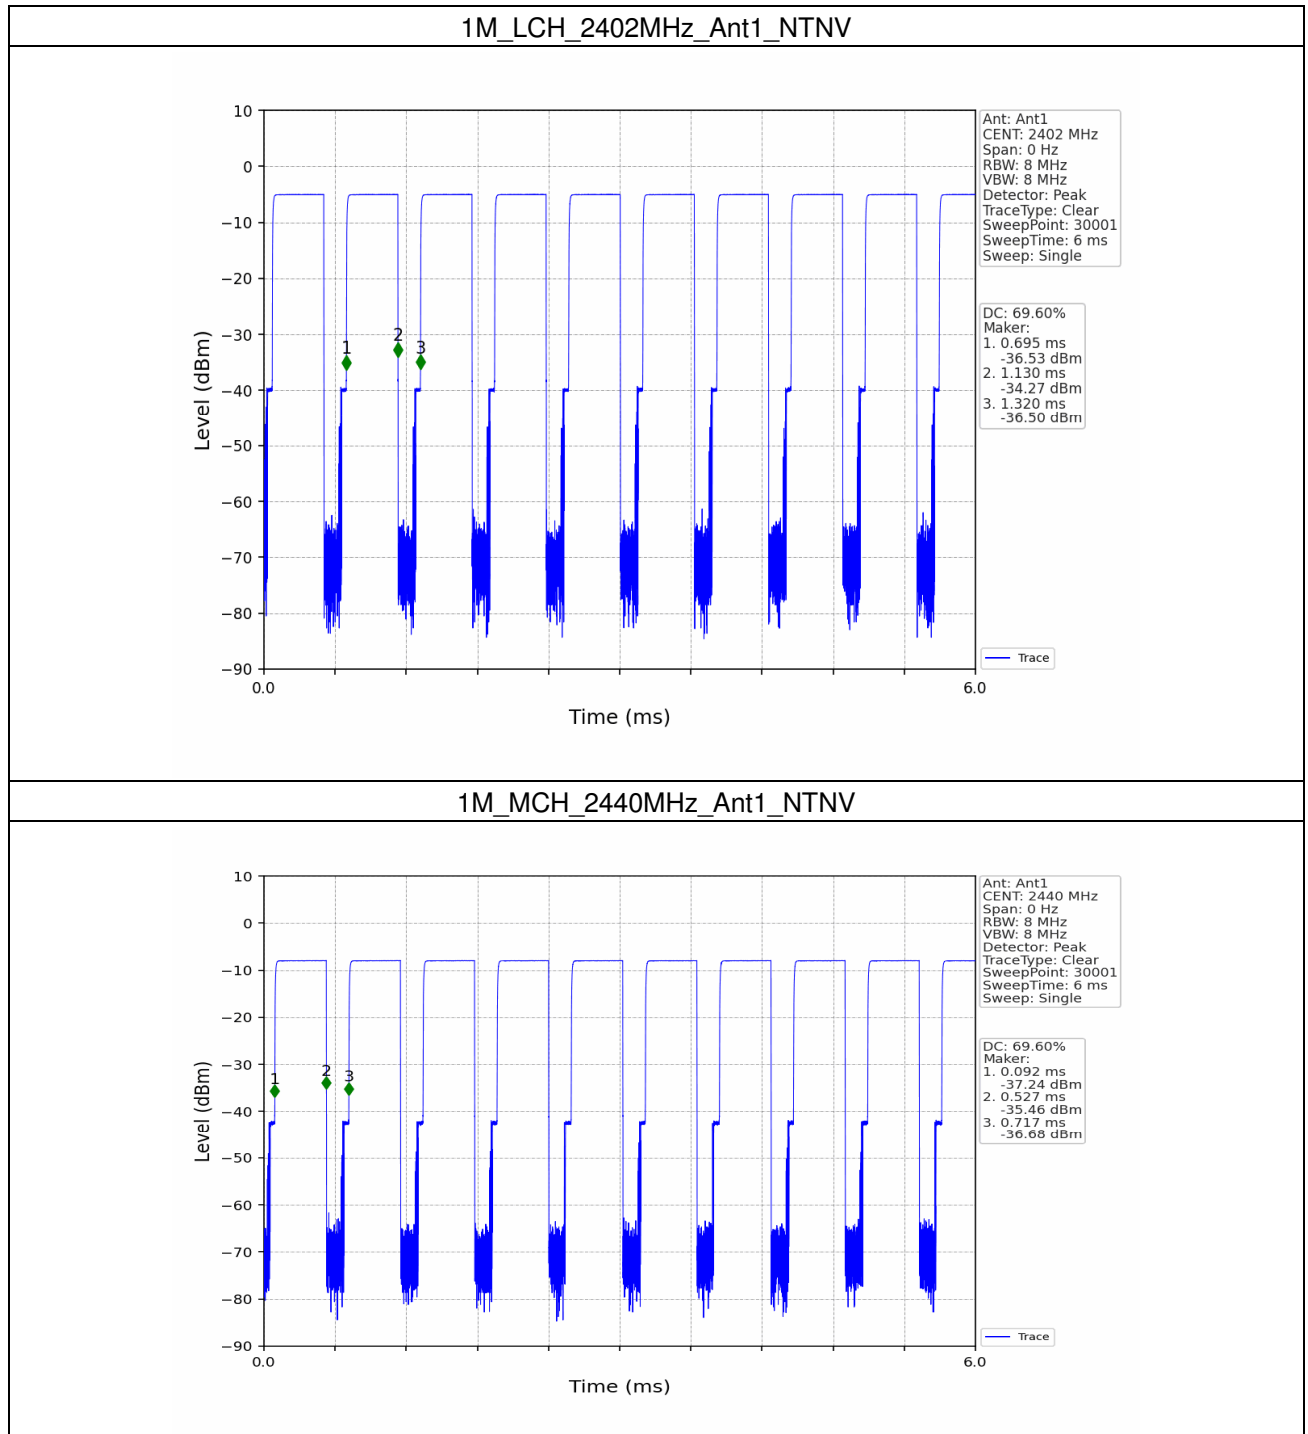 1M_LCH_2402MHz_Ant1_NTNV
10
0
−10
−20
−30
−40
−50
−60
−70
−80
−90
Level (dBm)
1
2
3
0.0
6.0
Time (ms)
Ant: Ant1
CENT: 2402 MHz
Span: 0 Hz
RBW: 8 MHz
VBW: 8 MHz
Detector: Peak
TraceType: Clear
SweepPoint: 30001
SweepTime: 6 ms
Sweep: Single
DC: 69.60%
Maker:
1. 0.695 ms
-36.53 dBm
2. 1.130 ms
-34.27 dBm
3. 1.320 ms
-36.50 dBm
Trace
1M_MCH_2440MHz_Ant1_NTNV
10
0
−10
−20
−30
−40
−50
−60
−70
−80
−90
Level (dBm)
1
2
3
0.0
6.0
Time (ms)
Ant: Ant1
CENT: 2440 MHz
Span: 0 Hz
RBW: 8 MHz
VBW: 8 MHz
Detector: Peak
TraceType: Clear
SweepPoint: 30001
SweepTime: 6 ms
Sweep: Single
DC: 69.60%
Maker:
1. 0.092 ms
-37.24 dBm
2. 0.527 ms
-35.46 dBm
3. 0.717 ms
-36.68 dBm
Trace